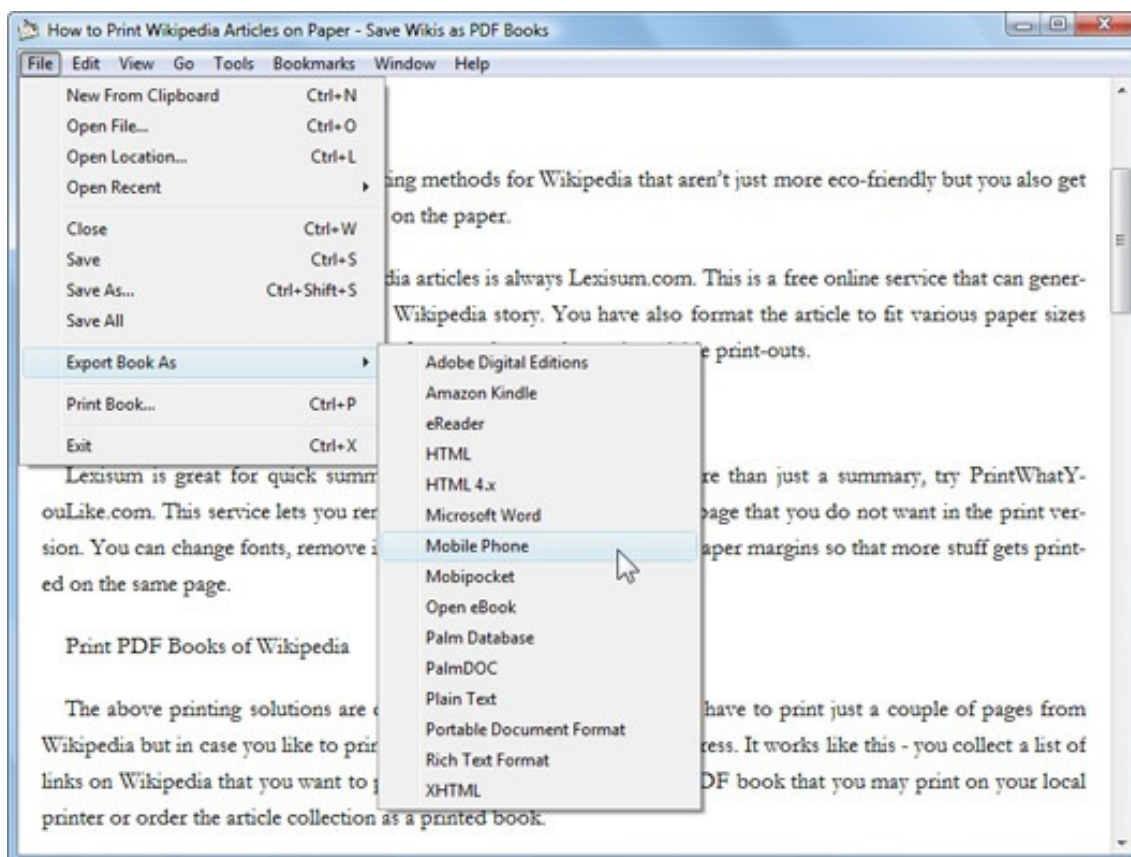 How to Print Wikipedia Articles on Paper - Save Wikis as PDF Books
File Edit View Go Tools Bookmarks Window Help
New From Clipboard Ctrl+N
Open File... Ctrl+O
Open Location... Ctrl+L
Open Recent
Close Ctrl+W
Save Ctrl+S
Save As... Ctrl+Shift+S
Save All
Export Book As
Print Book... Ctrl+P
Exit Ctrl+X
Adobe Digital Editions
Amazon Kindle
eReader
HTML
HTML 4.x
Microsoft Word
Mobile Phone
Mobipocket
Open eBook
Palm Database
PalmDOC
Plain Text
Portable Document Format
Rich Text Format
XHTML
methods for Wikipedia that aren't just more eco-friendly but you also get
on the paper.
articles is always Lexisum.com. This is a free online service that can gener-
Wikipedia story. You have also format the article to fit various paper sizes
print-outs.
Lexisum is great for quick than just a summary, try PrintWhatY-
ouLike.com. This service lets you that you do not want in the print ver-
sion. You can change fonts, remove margins so that more stuff gets print-
ed on the same page.
Print PDF Books of Wikipedia
The above printing solutions are have to print just a couple of pages from
Wikipedia but in case you like to It works like this - you collect a list of
links on Wikipedia that you want to book that you may print on your local
printer or order the article collection as a printed book.